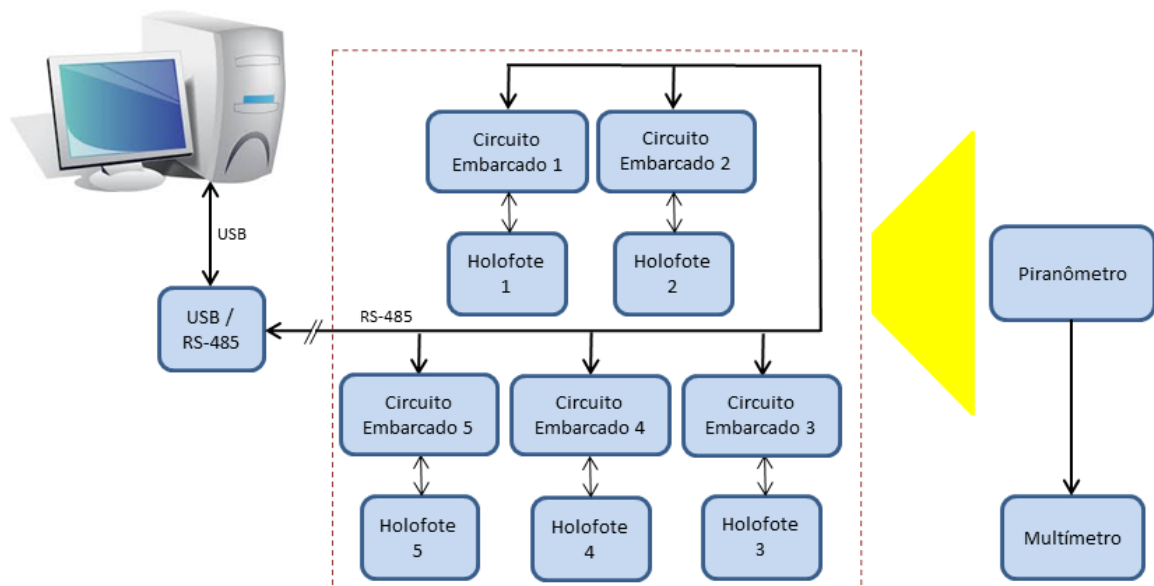 Circuito
Embarcado 1
Circuito
Embarcado 2
USB
Holofote
1
Holofote
2
Piranômetro
USB /
RS-485
RS-485
Circuito
Embarcado 5
Circuito
Embarcado 4
Circuito
Embarcado 3
Holofote
5
Holofote
4
Holofote
3
Multímetro